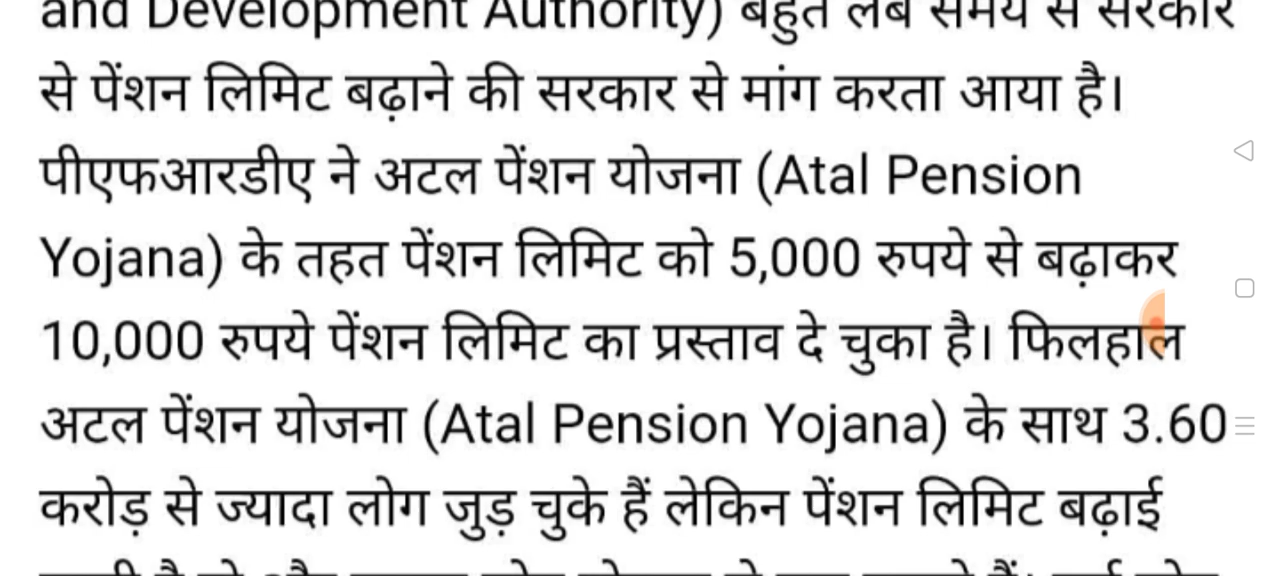 and Development Authority) बहुत लंबे समय से सरकार
से पेंशन लिमिट बढ़ाने की सरकार से मांग करता आया है।
पीएफआरडीए ने अटल पेंशन योजना (Atal Pension
Yojana) के तहत पेंशन लिमिट को 5,000 रुपये से बढ़ाकर
10,000 रुपये पेंशन लिमिट का प्रस्ताव दे चुका है। फिलहाल
अटल पेंशन योजना (Atal Pension Yojana) के साथ 3.60
करोड़ से ज्यादा लोग जुड़ चुके हैं लेकिन पेंशन लिमिट बढ़ाई